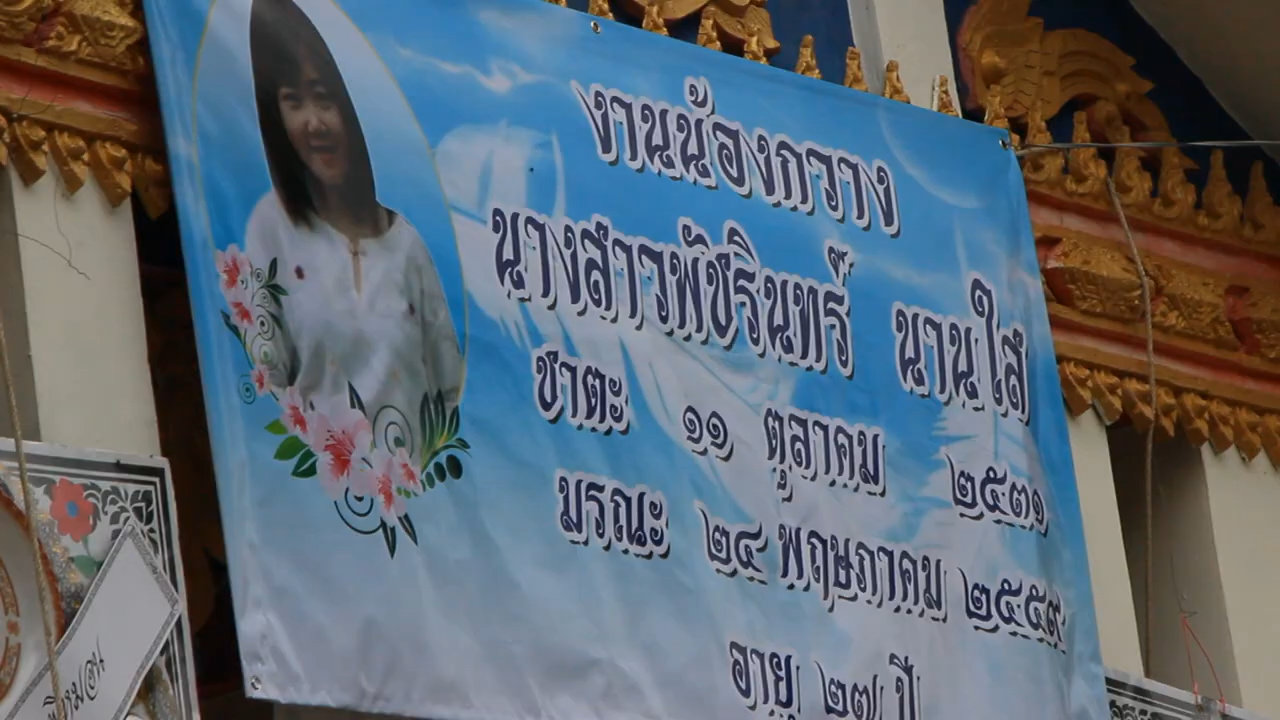 งานน้องกวาง
นางสาวพัชรินทร์ นานใส
ชาตะ ๑๑ ตุลาคม ๒๕๓๑
มรณะ ๒๔ พฤษภาคม ๒๕๕๙
อายุ ๒๗ ปี